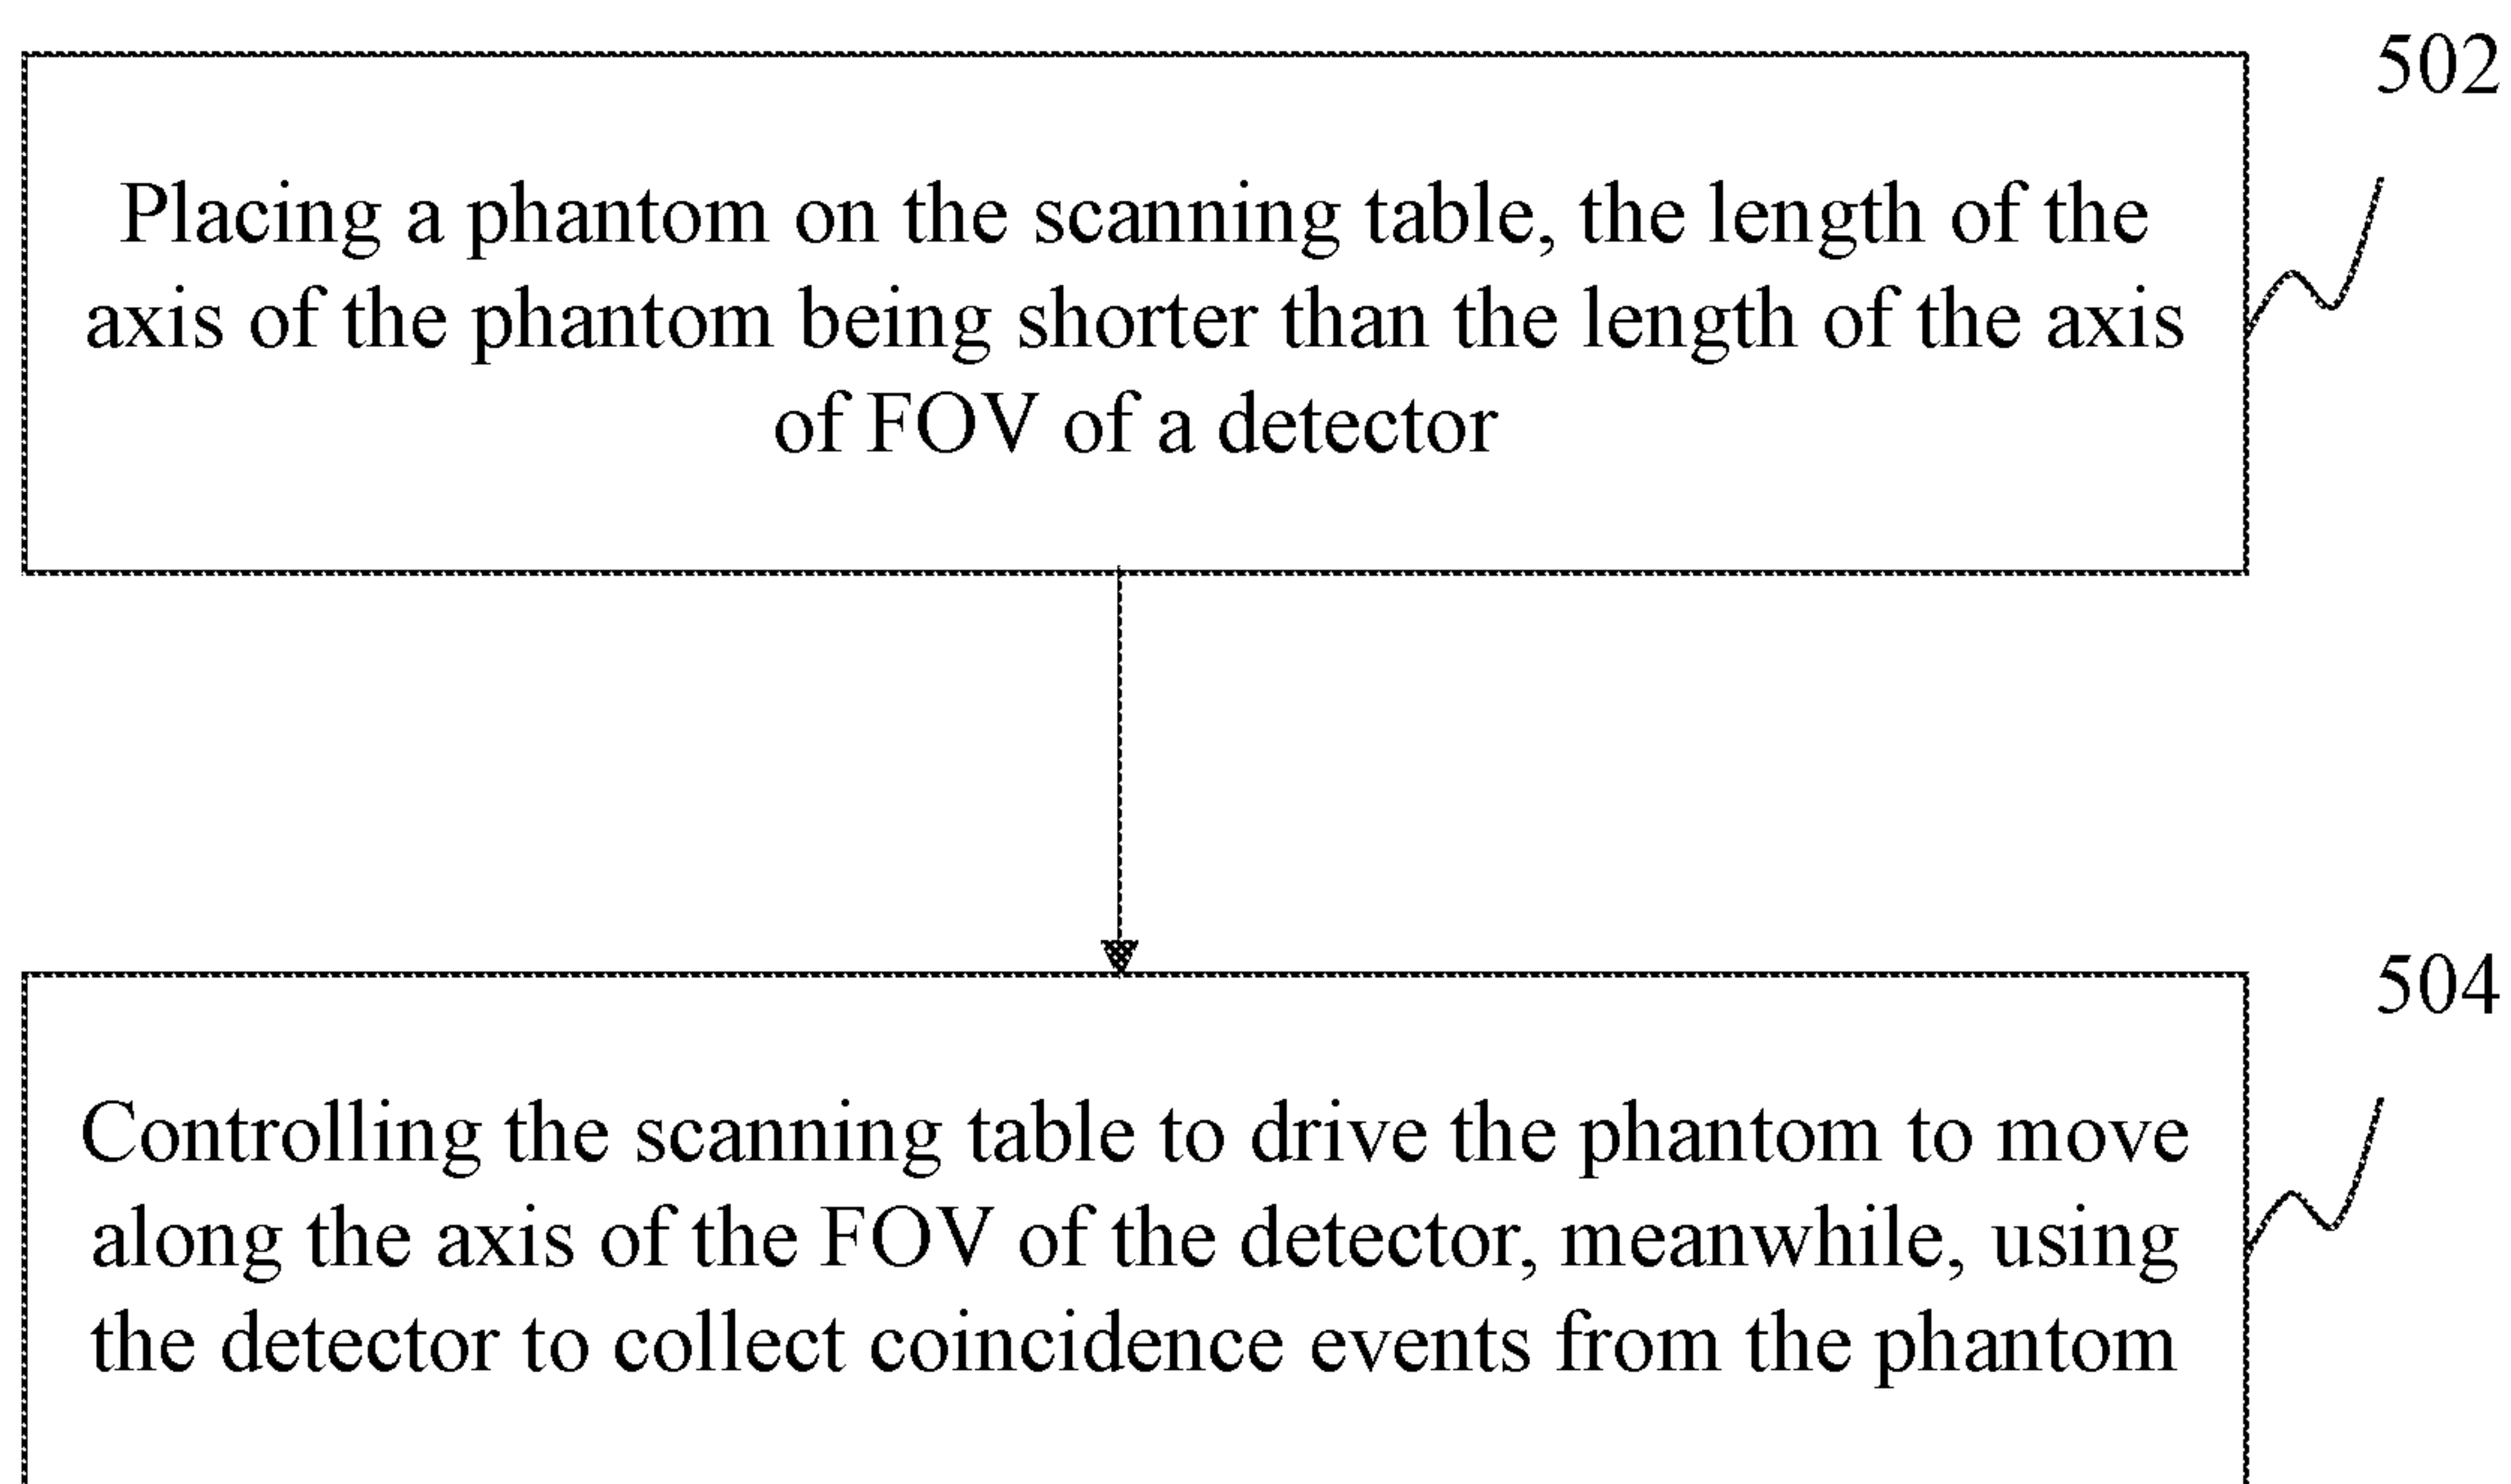 502
Placing a phantom on the scanning table, the length of the
axis of the phantom being shorter than the length of the axis
of FOV of a detector
504
Controlling the scanning table to drive the phantom to move
along the axis of the FOV of the detector, meanwhile, using
the detector to collect coincidence events from the phantom